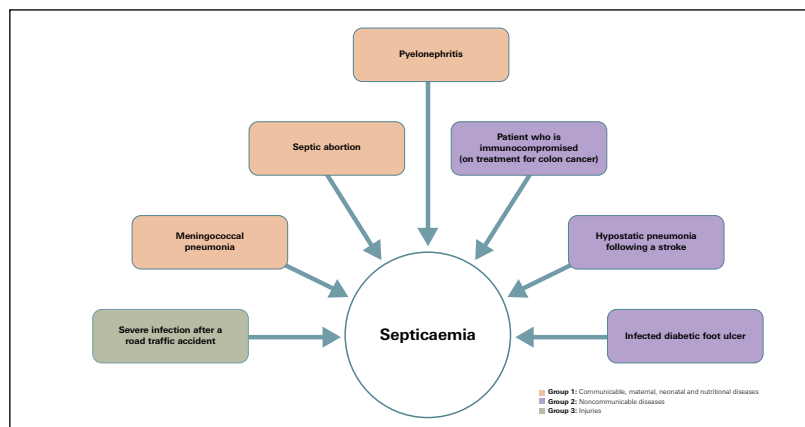 Pyelonephritis
Septic abortion
Patient who is
immunocompromised
(on treatment for colon cancer)
Meningococcal
pneumonia
Hypostatic pneumonia
following a stroke
Severe infection after a
road traffic accident
Septicaemia
Infected diabetic foot ulcer
Group 1: Communicable, maternal, neonatal and nutritional diseases
Group 2: Noncommunicable diseases
Group 3: Injuries